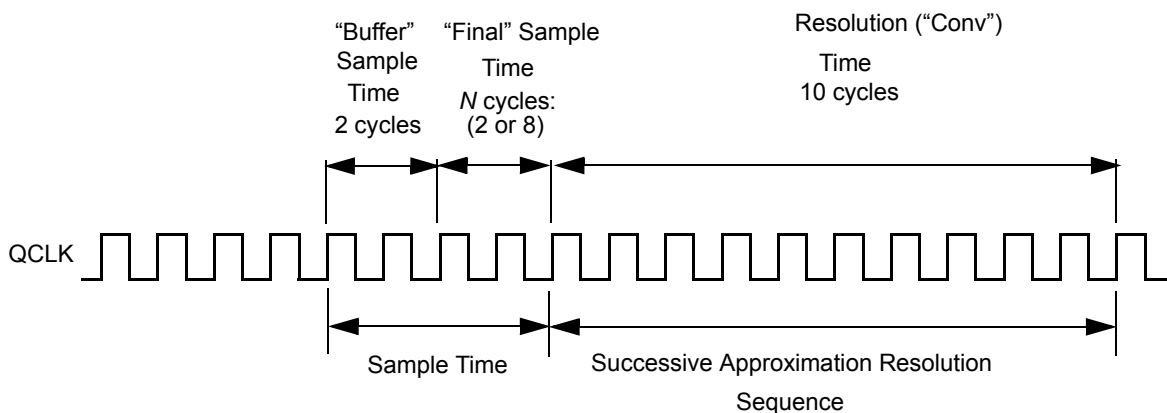 “Buffer”
Sample
Time
2 cycles
“Final” Sample
Time
N cycles:
(2 or 8)
Resolution (“Conv”)
Time
10 cycles
QCLK
Sample Time
Successive Approximation Resolution
Sequence